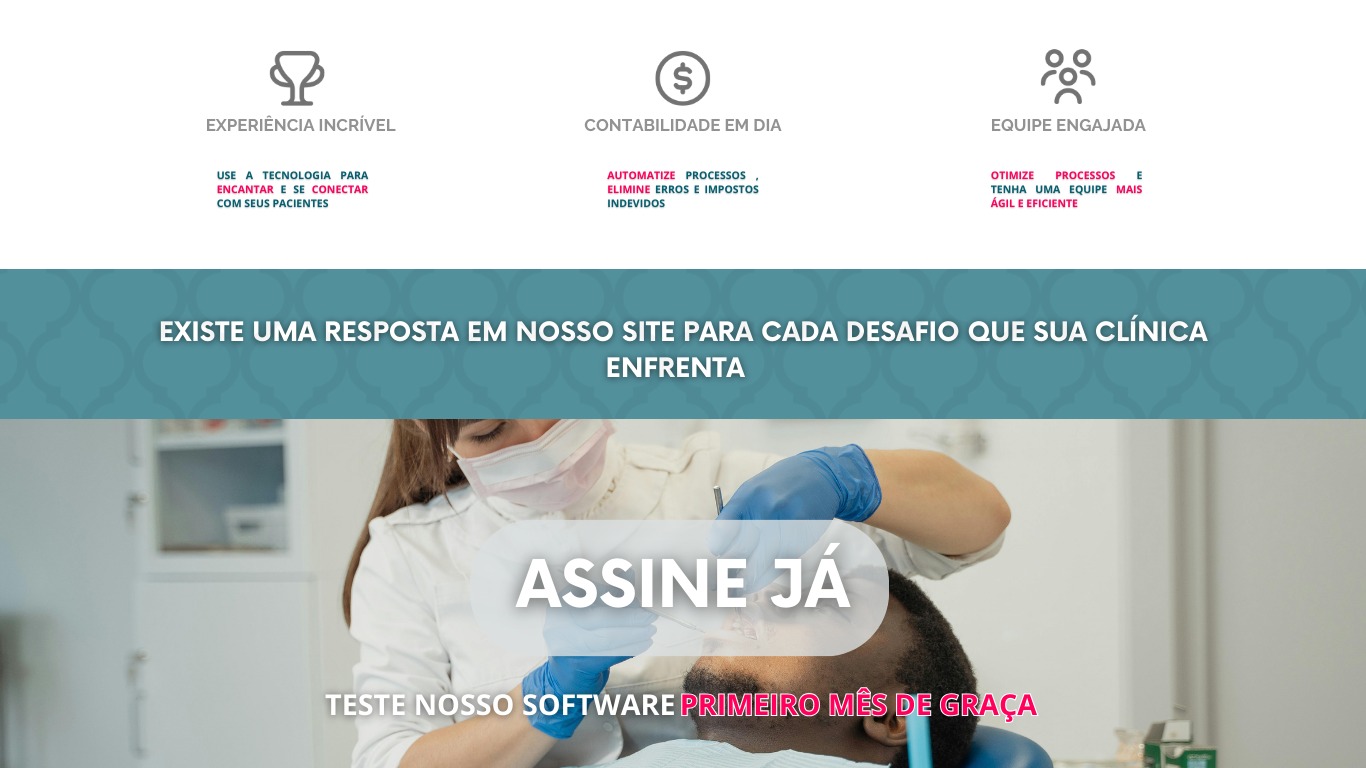 EXPERIÊNCIA INCRÍVEL
USE A TECNOLOGIA PARA
ENCANTAR E SE CONECTAR
COM SEUS PACIENTES
CONTABILIDADE EM DIA
AUTOMATIZE PROCESSOS ,
ELIMINE ERROS E IMPOSTOS
INDEVIDOS
EQUIPE ENGAJADA
OTIMIZE PROCESSOS E
TENHA UMA EQUIPE MAIS
ÁGIL E EFICIENTE
EXISTE UMA RESPOSTA EM NOSSO SITE PARA CADA DESAFIO QUE SUA CLÍNICA
ENFRENTA
ASSINE JÁ
TESTE NOSSO SOFTWARE PRIMEIRO MÊS DE GRAÇA